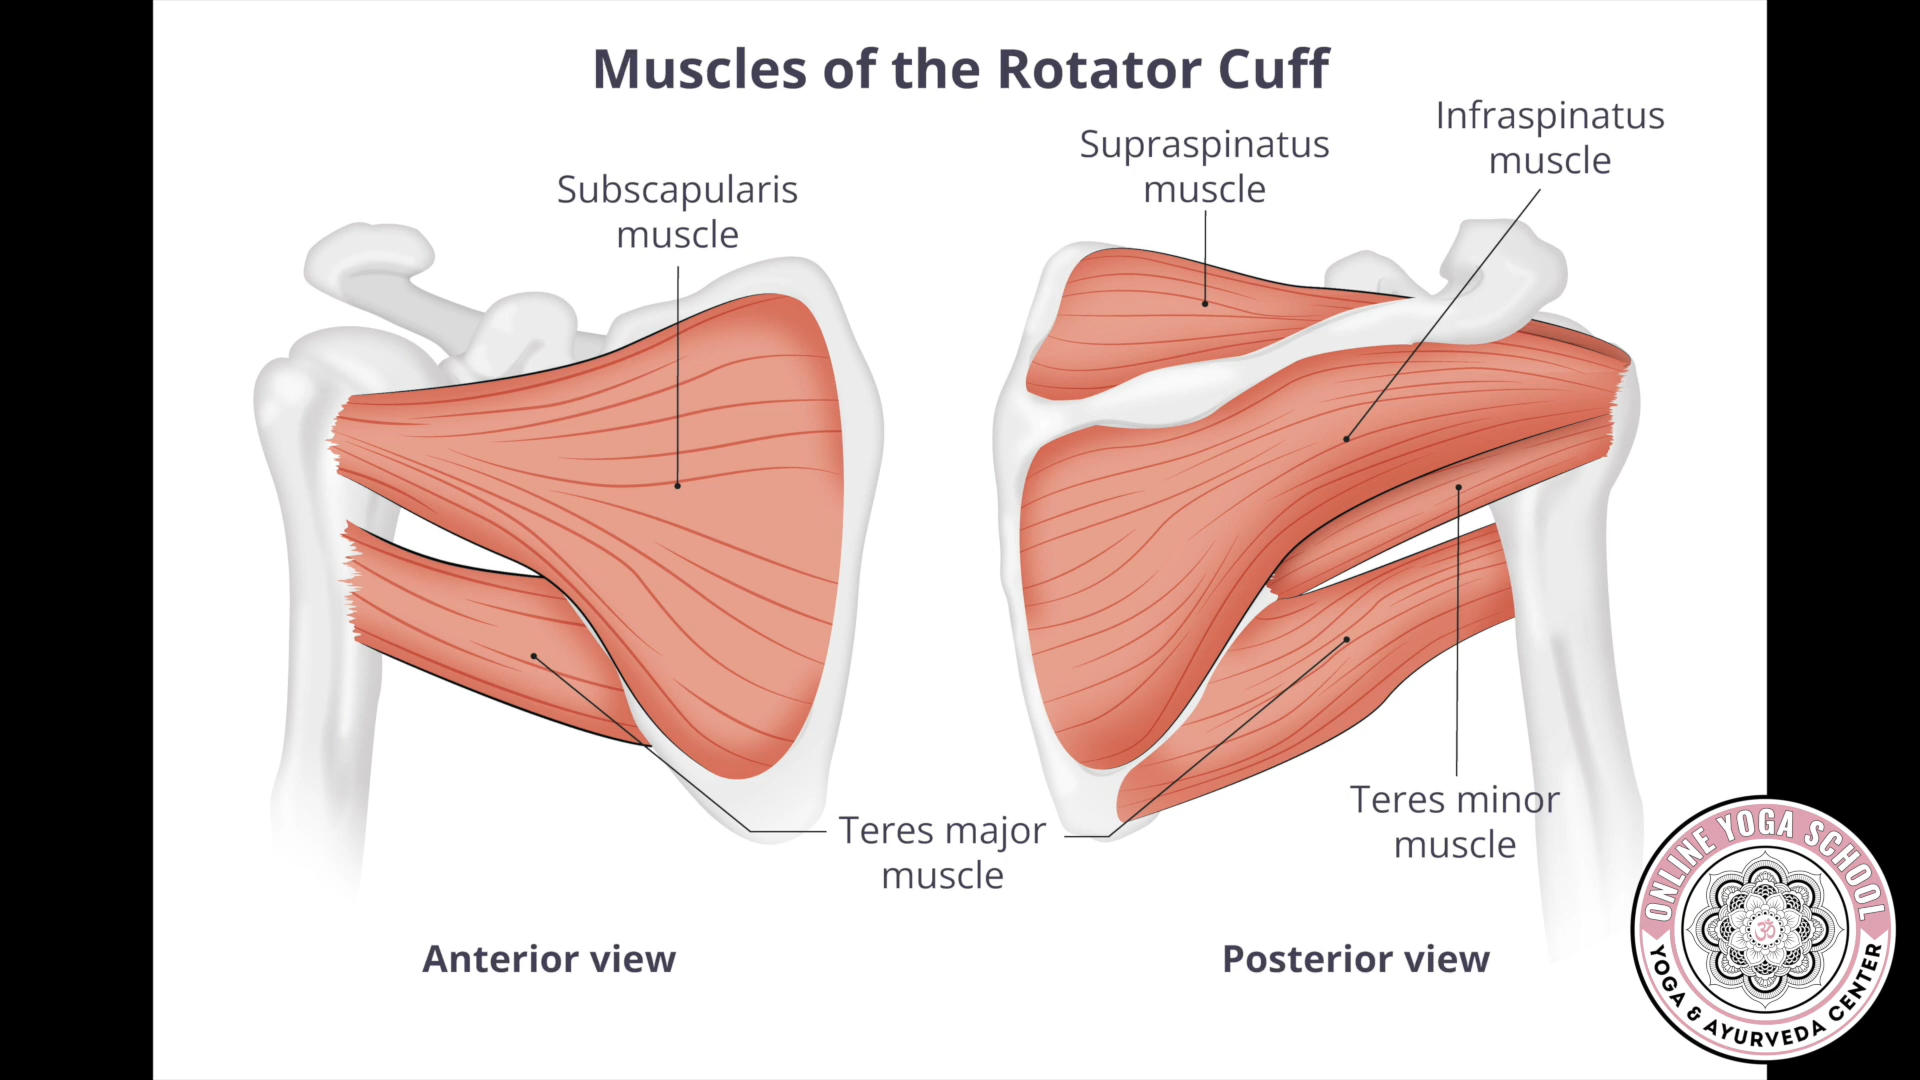 Muscles of the Rotator Cuff
Subscapularis
muscle
Supraspinatus
muscle
Infraspinatus
muscle
Teres major
muscle
Teres minor
muscle
Anterior view
Posterior view
ONLINE YOGA SCHOOL
ॐ
YOGA & AYURVEDA CENTER